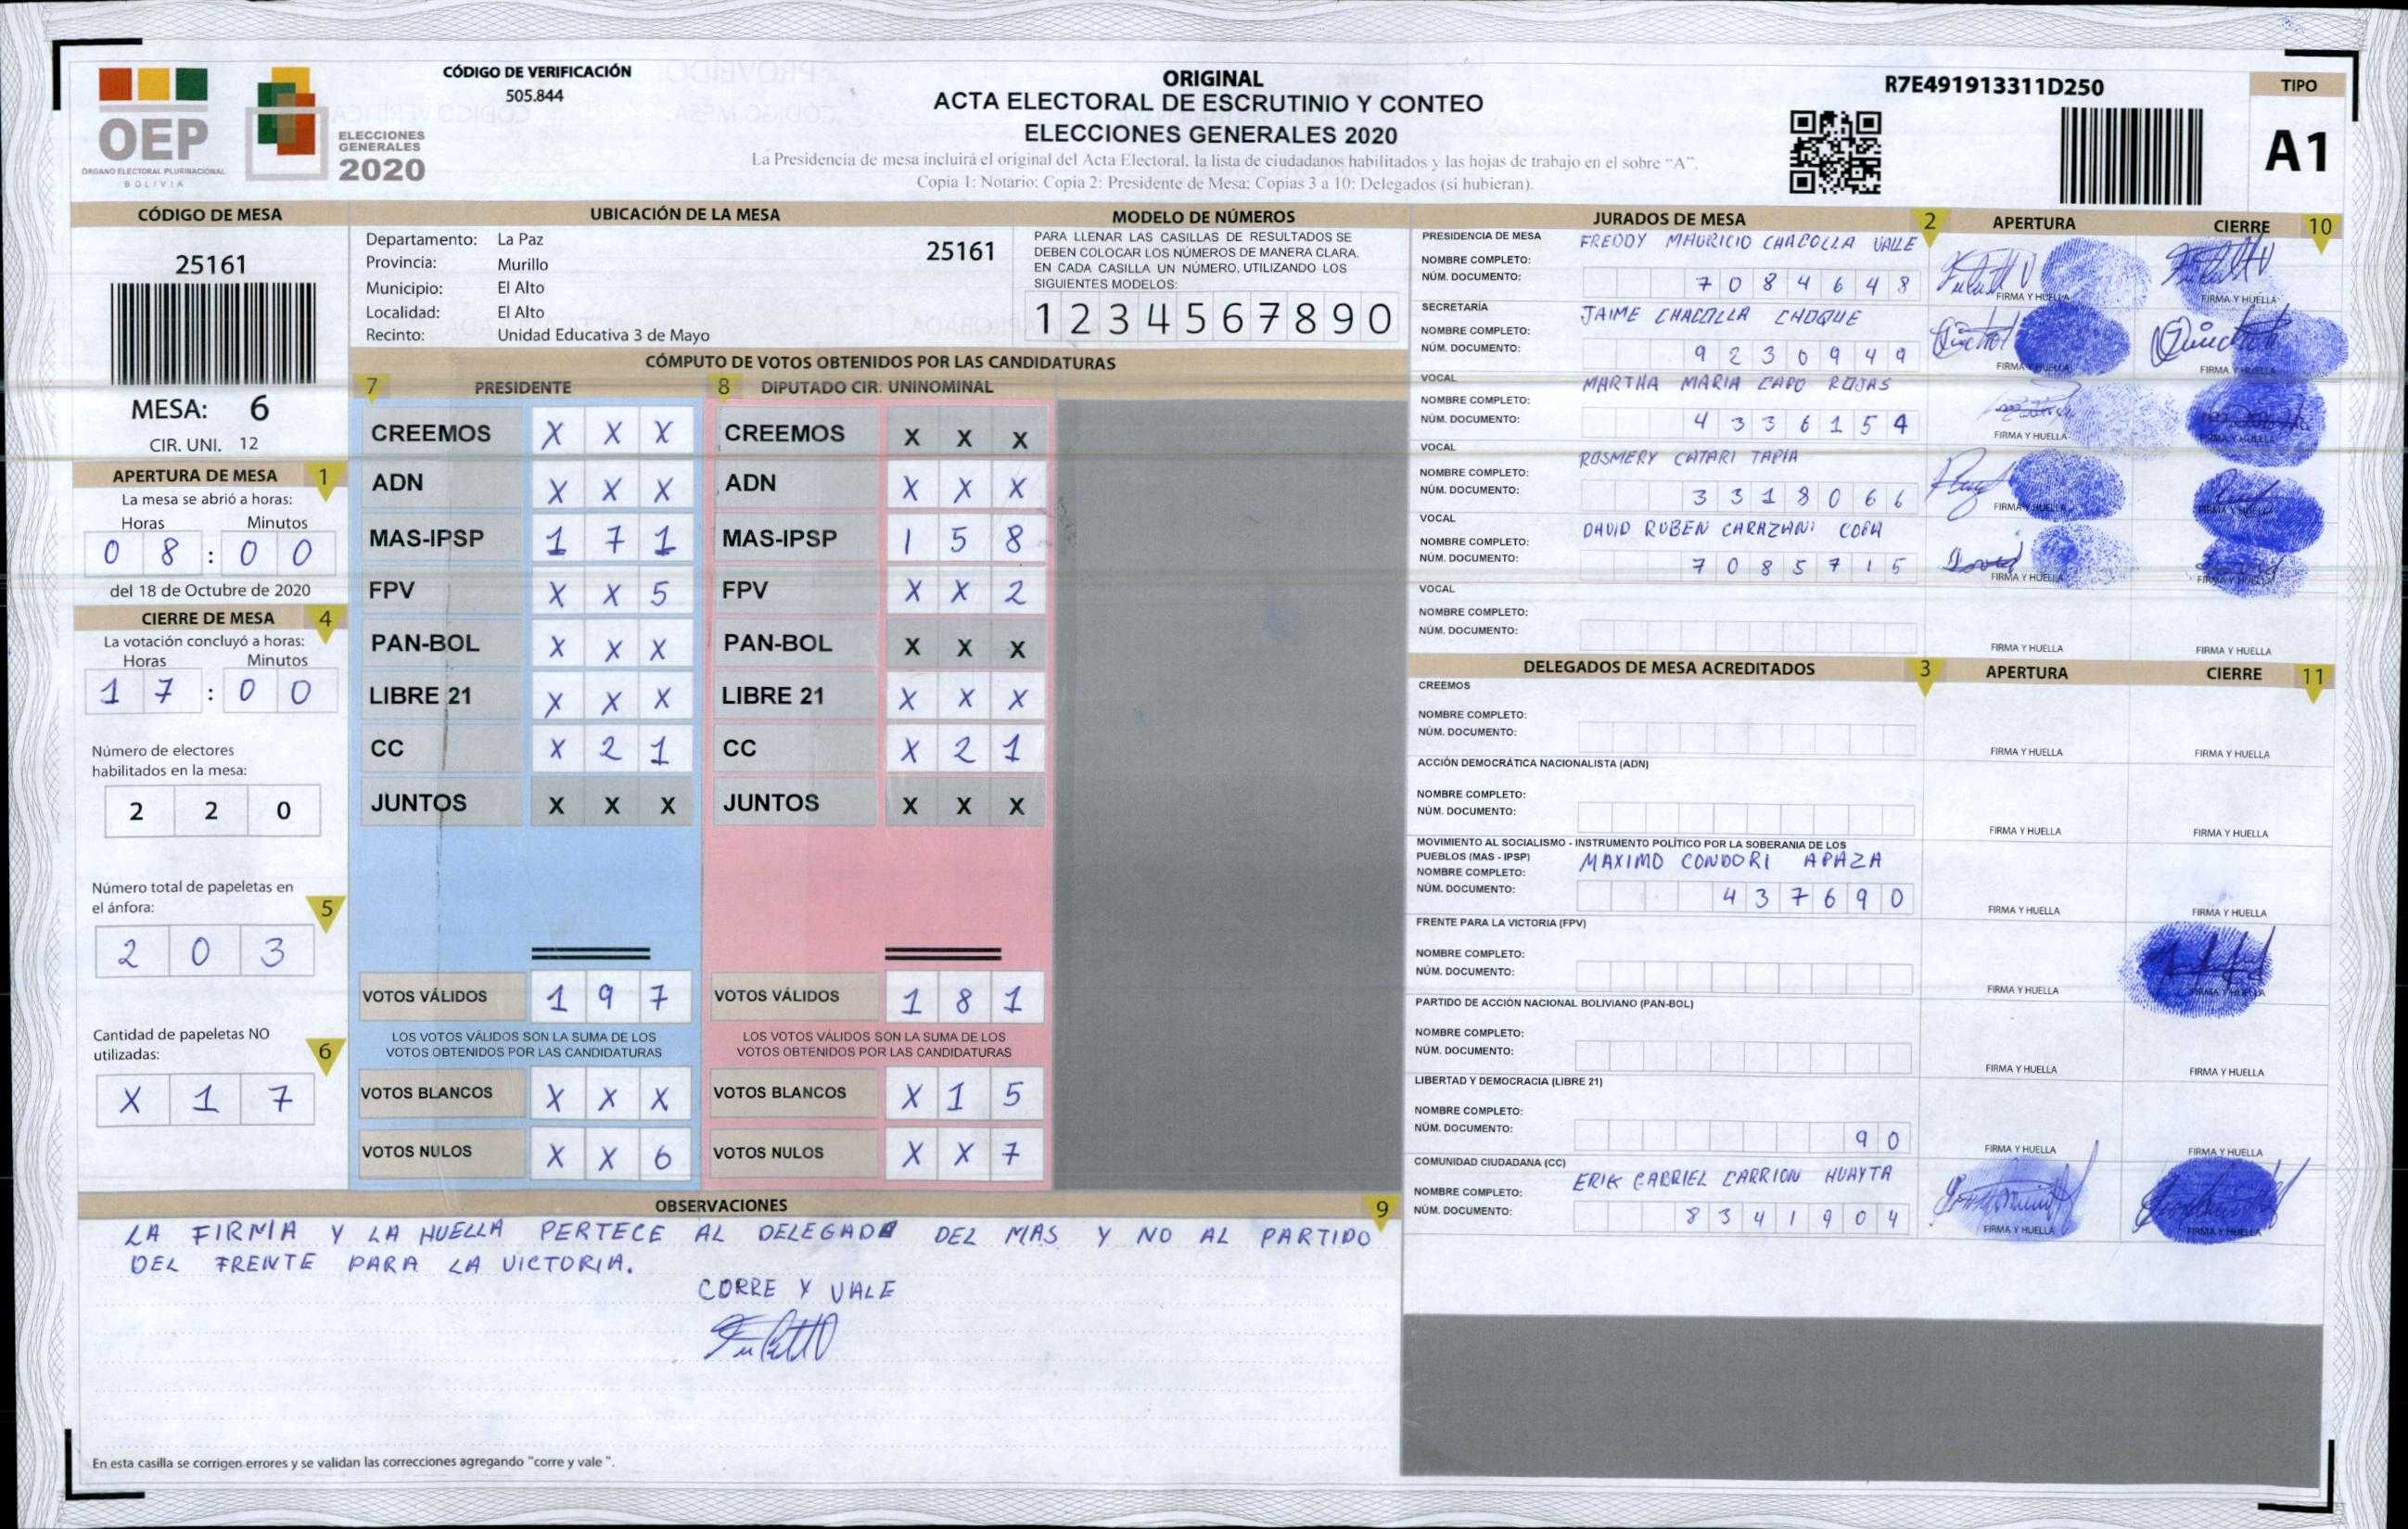 OEP
ÓRGANO ELECTORAL PLURINACIONAL
BOLIVIA
ELECCIONES
GENERALES
2020
CÓDIGO DE VERIFICACIÓN
505.844
ORIGINAL
ACTA ELECTORAL DE ESCRUTINIO Y CONTEO
ELECCIONES GENERALES 2020
La Presidencia de mesa incluirá el original del Acta Electoral, la lista de ciudadanos habilitados y las hojas de trabajo en el sobre "A".
Copia 1: Notario; Copia 2: Presidente de Mesa; Copias 3 a 10: Delegados (si hubieran).
R7E491913311D250
TIPO
A1
CÓDIGO DE MESA
25161
MESA: 6
CIR. UNI. 12
UBICACIÓN DE LA MESA
Departamento: La Paz
25161
Provincia: Murillo
Municipio: El Alto
Localidad: El Alto
Recinto: Unidad Educativa 3 de Mayo
MODELO DE NÚMEROS
PARA LLENAR LAS CASILLAS DE RESULTADOS SE
DEBEN COLOCAR LOS NÚMEROS DE MANERA CLARA.
EN CADA CASILLA UN NÚMERO, UTILIZANDO LOS
SIGUIENTES MODELOS:
1 2 3 4 5 6 7 8 9 0
APERTURA DE MESA 1
La mesa se abrió a horas:
Horas Minutos
0 8 : 0 0
del 18 de Octubre de 2020
CIERRE DE MESA 4
La votación concluyó a horas:
Horas Minutos
1 7 : 0 0
Número de electores
habilitados en la mesa:
2 2 0
Número total de papeletas en
el ánfora: 5
2 0 3
Cantidad de papeletas NO
utilizadas: 6
X 1 7
CÓMPUTO DE VOTOS OBTENIDOS POR LAS CANDIDATURAS
7 PRESIDENTE
CREEMOS X X X
ADN X X X
MAS-IPSP 1 7 1
FPV X X 5
PAN-BOL X X X
LIBRE 21 X X X
CC X 2 1
JUNTOS X X X
VOTOS VÁLIDOS 1 9 7
LOS VOTOS VÁLIDOS SON LA SUMA DE LOS
VOTOS OBTENIDOS POR LAS CANDIDATURAS
VOTOS BLANCOS X X X
VOTOS NULOS X X 6
8 DIPUTADO CIR. UNINOMINAL
CREEMOS X X X
ADN X X X
MAS-IPSP 1 5 8
FPV X X 2
PAN-BOL X X X
LIBRE 21 X X X
CC X 2 1
JUNTOS X X X
VOTOS VÁLIDOS 1 8 1
LOS VOTOS VÁLIDOS SON LA SUMA DE LOS
VOTOS OBTENIDOS POR LAS CANDIDATURAS
VOTOS BLANCOS X 1 5
VOTOS NULOS X X 7
OBSERVACIONES 9
LA FIRMA Y LA HUELLA PERTECE AL DELEGADO DEL MAS Y NO AL PARTIDO
DEL FRENTE PARA LA VICTORIA.
CORRE Y VALE
En esta casilla se corrigen errores y se validan las correcciones agregando "corre y vale ".
JURADOS DE MESA 2 APERTURA CIERRE 10
PRESIDENCIA DE MESA
NOMBRE COMPLETO: FREDDY MAURICIO CHACOLLA VALLE
NÚM. DOCUMENTO: 7 0 8 4 6 4 8
FIRMA Y HUELLA FIRMA Y HUELLA
SECRETARÍA
NOMBRE COMPLETO: JAIME CHACOLLA CHOQUE
NÚM. DOCUMENTO: 9 2 3 0 9 4 9
FIRMA Y HUELLA FIRMA Y HUELLA
VOCAL
NOMBRE COMPLETO: MARTHA MARIA CAPO ROJAS
NÚM. DOCUMENTO: 4 3 3 6 1 5 4
FIRMA Y HUELLA FIRMA Y HUELLA
VOCAL
NOMBRE COMPLETO: ROSMERY CATARI TAPIA
NÚM. DOCUMENTO: 3 3 1 8 0 6 6
FIRMA Y HUELLA FIRMA Y HUELLA
VOCAL
NOMBRE COMPLETO: DAVID RUBEN CARAZANI COPA
NÚM. DOCUMENTO: 7 0 8 5 7 1 5
FIRMA Y HUELLA FIRMA Y HUELLA
VOCAL
NOMBRE COMPLETO:
NÚM. DOCUMENTO:
FIRMA Y HUELLA FIRMA Y HUELLA
DELEGADOS DE MESA ACREDITADOS 3 APERTURA CIERRE 11
CREEMOS
NOMBRE COMPLETO:
NÚM. DOCUMENTO:
FIRMA Y HUELLA FIRMA Y HUELLA
ACCIÓN DEMOCRÁTICA NACIONALISTA (ADN)
NOMBRE COMPLETO:
NÚM. DOCUMENTO:
FIRMA Y HUELLA FIRMA Y HUELLA
MOVIMIENTO AL SOCIALISMO - INSTRUMENTO POLÍTICO POR LA SOBERANIA DE LOS
PUEBLOS (MAS - IPSP)
NOMBRE COMPLETO: MAXIMO CONDORI APAZA
NÚM. DOCUMENTO: 4 3 7 6 9 0
FIRMA Y HUELLA FIRMA Y HUELLA
FRENTE PARA LA VICTORIA (FPV)
NOMBRE COMPLETO:
NÚM. DOCUMENTO:
FIRMA Y HUELLA FIRMA Y HUELLA
PARTIDO DE ACCIÓN NACIONAL BOLIVIANO (PAN-BOL)
NOMBRE COMPLETO:
NÚM. DOCUMENTO:
FIRMA Y HUELLA FIRMA Y HUELLA
LIBERTAD Y DEMOCRACIA (LIBRE 21)
NOMBRE COMPLETO:
NÚM. DOCUMENTO: 9 0
FIRMA Y HUELLA FIRMA Y HUELLA
COMUNIDAD CIUDADANA (CC)
NOMBRE COMPLETO: ERIK GABRIEL CARRION HUAYTA
NÚM. DOCUMENTO: 8 3 4 1 9 0 4
FIRMA Y HUELLA FIRMA Y HUELLA